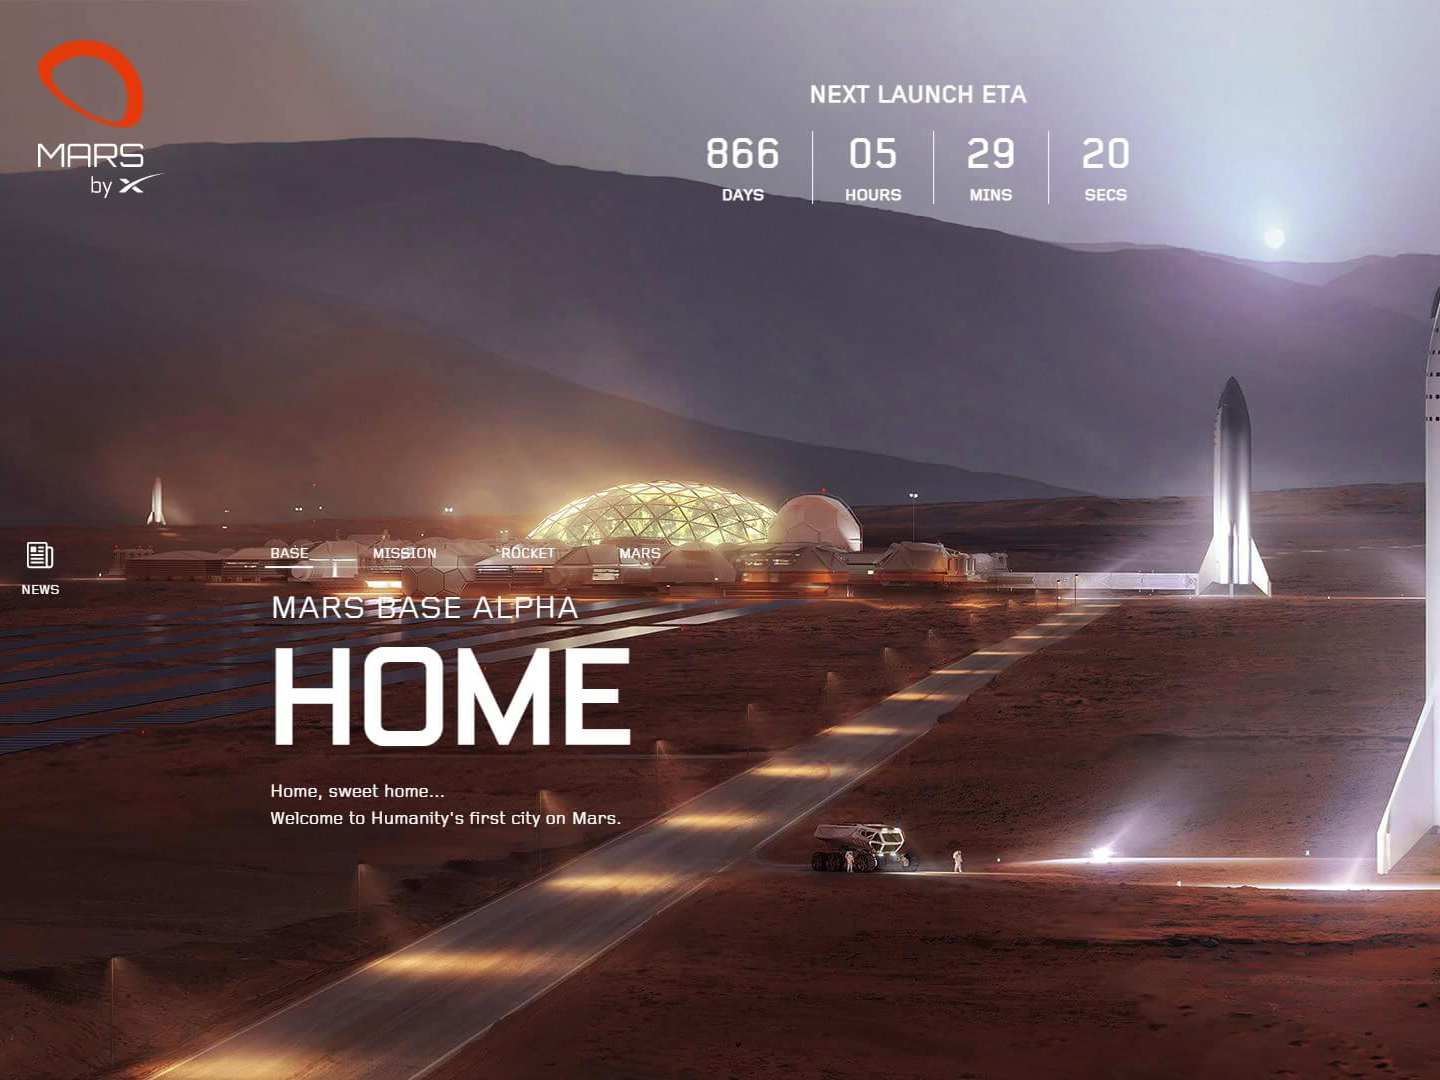 MARS
by X
NEXT LAUNCH ETA
866 05 29 20
DAYS HOURS MINS SECS
BASE MISSION ROCKET MARS
NEWS
MARS BASE ALPHA
HOME
Home, sweet home...
Welcome to Humanity's first city on Mars.